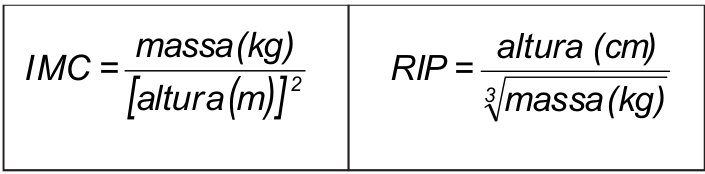 IMC = massa (kg) / [altura (m)]²
RIP = altura (cm) / ∛massa (kg)